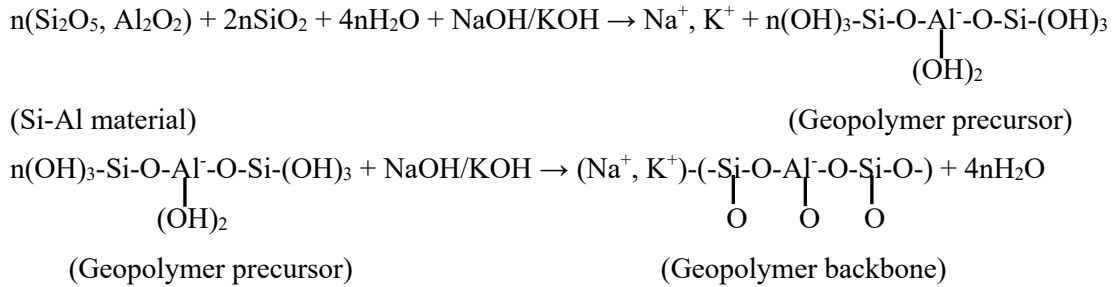 n(Si₂O₅, Al₂O₂) + 2nSiO₂ + 4nH₂O + NaOH/KOH → Na⁺, K⁺ + n(OH)₃-Si-O-Al⁻-O-Si-(OH)₃
(OH)₂
(Si-Al material) (Geopolymer precursor)
n(OH)₃-Si-O-Al⁻-O-Si-(OH)₃ + NaOH/KOH → (Na⁺, K⁺)-(-Si-O-Al⁻-O-Si-O-) + 4nH₂O
(OH)₂ O O O
(Geopolymer precursor) (Geopolymer backbone)